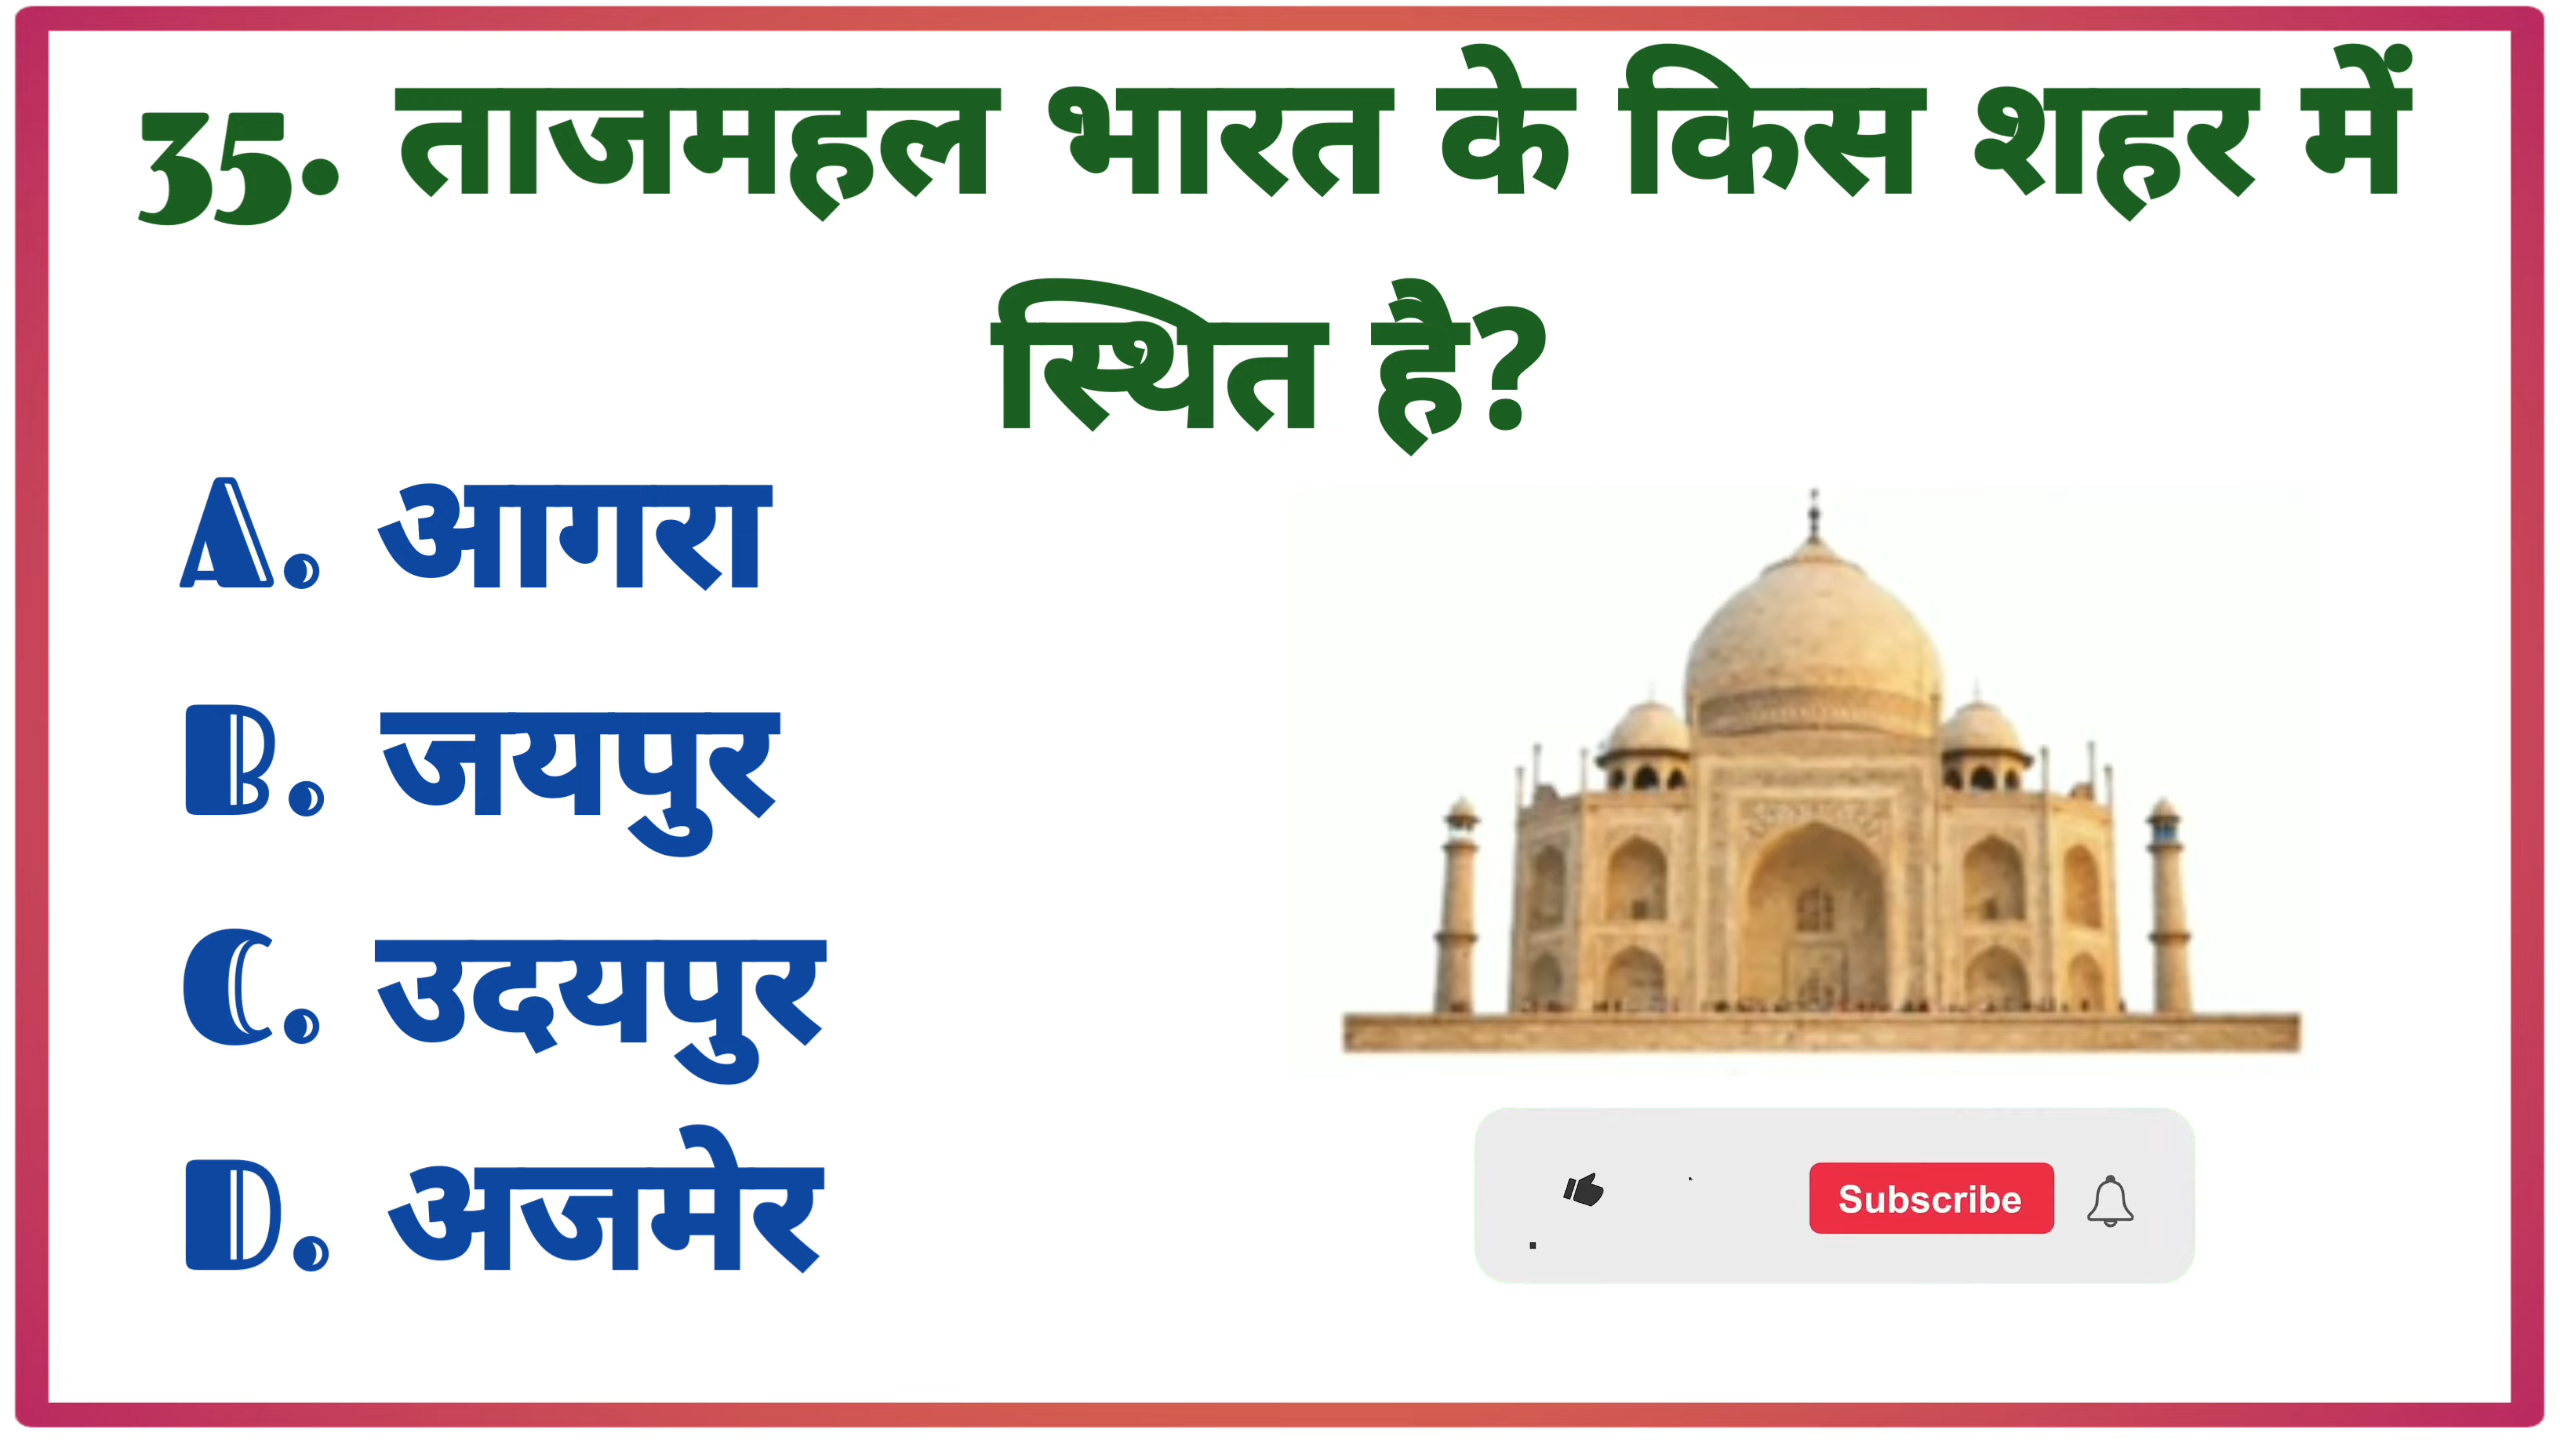 35. ताजमहल भारत के किस शहर में
स्थित है?
A. आगरा
B. जयपुर
C. उदयपुर
D. अजमेर
Subscribe